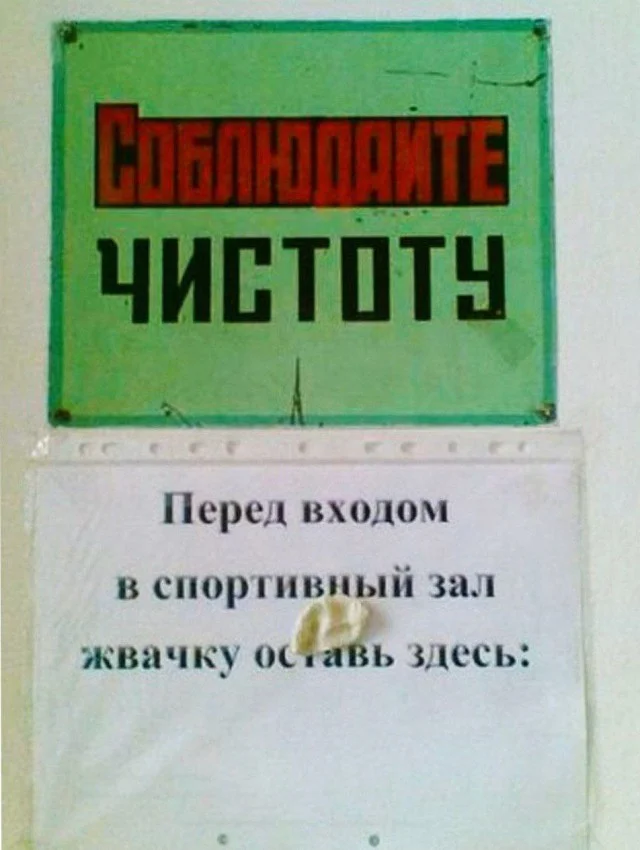 Соблюдайте
чистоту
Перед входом
в спортивный зал
жвачку оставь здесь: